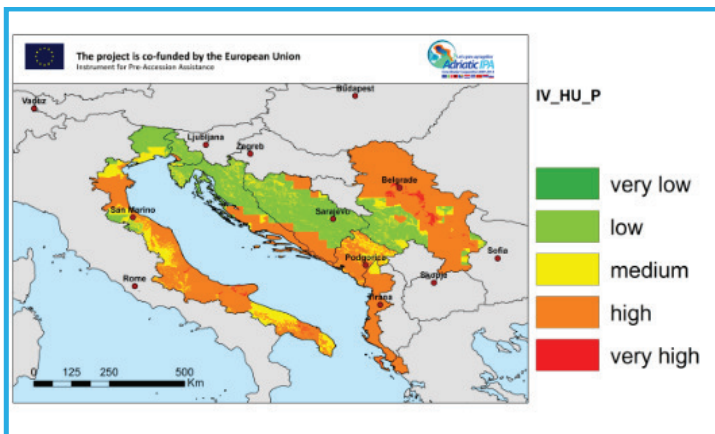 The project is co-funded by the European Union
Instrument for Pre-Accession Assistance
Adriatic IPA
IV_HU_P
Vaduz
Budapest
Ljubljana
Zagreb
Belgrade
San Marino
Sarajevo
Sofia
Podgorica
Skopje
Rome
Tirana
0 125 250 500
Km
very low
low
medium
high
very high